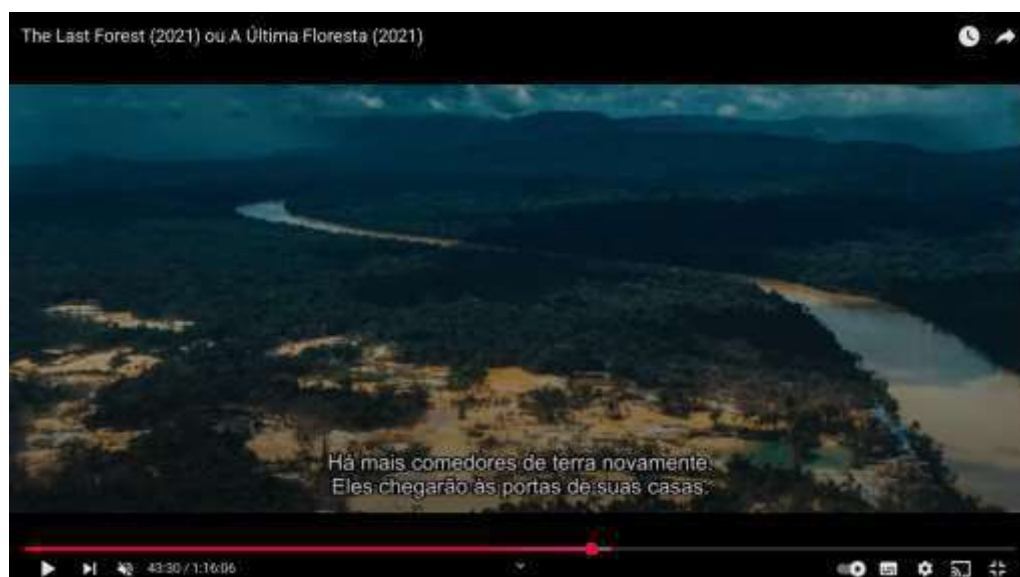 The Last Forest (2021) ou A Última Floresta (2021)
Há mais comedores de terra novamente.
Eles chegarão às portas de suas casas.
43:30 / 1:16:06